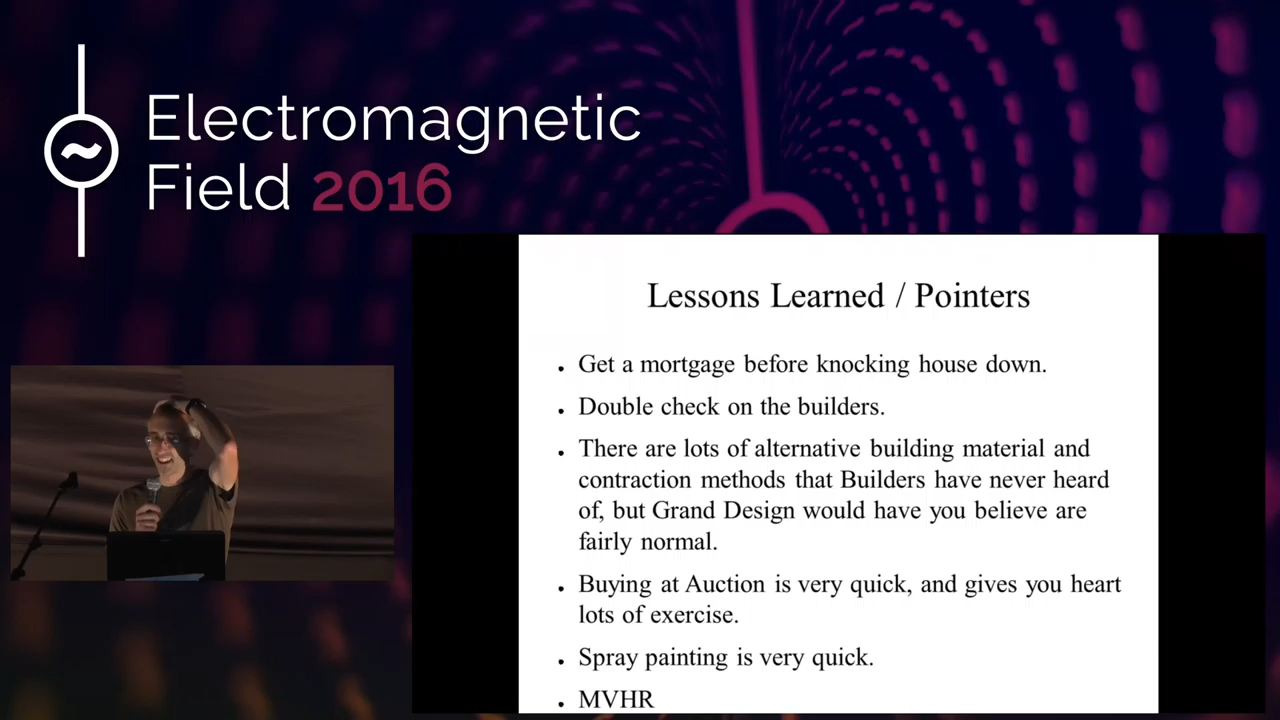 Electromagnetic
Field 2016
Lessons Learned / Pointers
• Get a mortgage before knocking house down.
• Double check on the builders.
• There are lots of alternative building material and
contraction methods that Builders have never heard
of, but Grand Design would have you believe are
fairly normal.
• Buying at Auction is very quick, and gives you heart
lots of exercise.
• Spray painting is very quick.
• MVHR